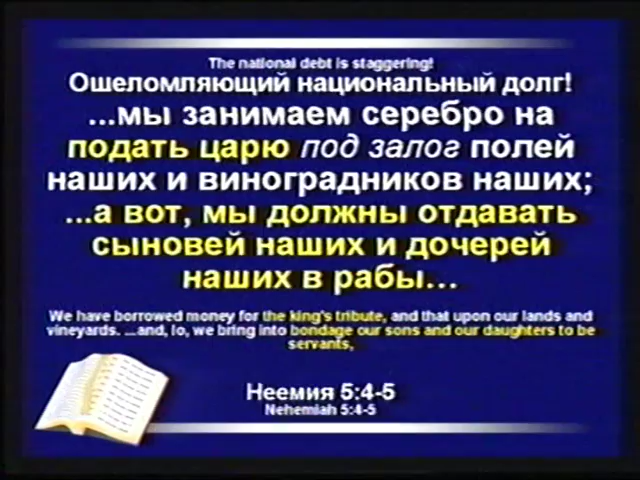 The national debt is staggering!
Ошеломляющий национальный долг!
...мы занимаем серебро на
подать царю под залог полей
наших и виноградников наших;
...а вот, мы должны отдавать
сыновей наших и дочерей
наших в рабы...
We have borrowed money for the king's tribute, and that upon our lands and
vineyards. ...and, lo, we bring into bondage our sons and our daughters to be
servants,
Неемия 5:4-5
Nehemiah 5:4-5